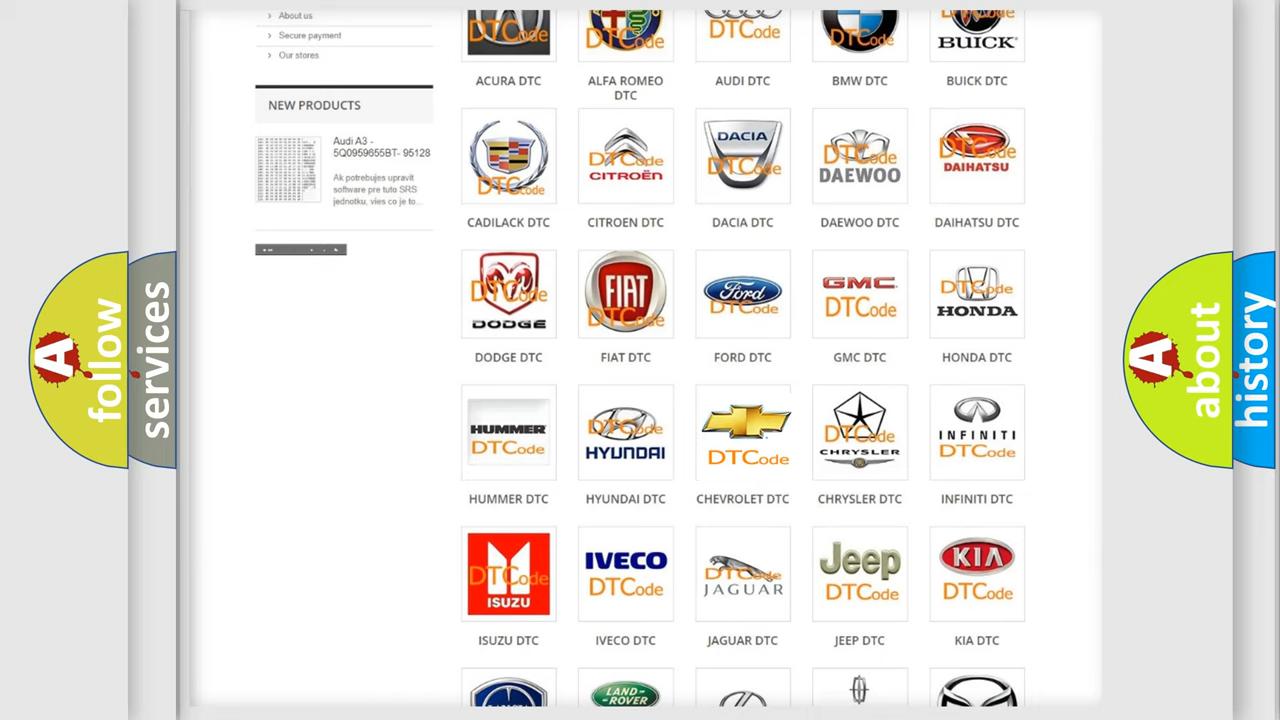 About us
Secure payment
Our stores
NEW PRODUCTS
Audi A3 -
5Q0959655BT- 95128
Ak potrebujes upravit
software pre tuto SRS
jednotku, vies co je to...
DTCode
DTCode
DTCode
DTCode
BUICK
ACURA DTC
ALFA ROMEO
DTC
AUDI DTC
BMW DTC
BUICK DTC
DTCode
DTCode
CITROËN
DACIA
DTCode
DTCode
DAEWOO
DTCode
DAIHATSU
CADILACK DTC
CITROEN DTC
DACIA DTC
DAEWOO DTC
DAIHATSU DTC
DTCode
DODGE
FIAT
DTCode
Ford
DTCode
GMC
DTCode
DTCode
HONDA
DODGE DTC
FIAT DTC
FORD DTC
GMC DTC
HONDA DTC
HUMMER
DTCode
DTCode
HYUNDAI
DTCode
DTCode
CHRYSLER
INFINITI
DTCode
HUMMER DTC
HYUNDAI DTC
CHEVROLET DTC
CHRYSLER DTC
INFINITI DTC
DTCode
ISUZU
IVECO
DTCode
DTCode
JAGUAR
Jeep
DTCode
KIA
DTCode
ISUZU DTC
IVECO DTC
JAGUAR DTC
JEEP DTC
KIA DTC
LAND-
ROVER
A follow
services
A about
history